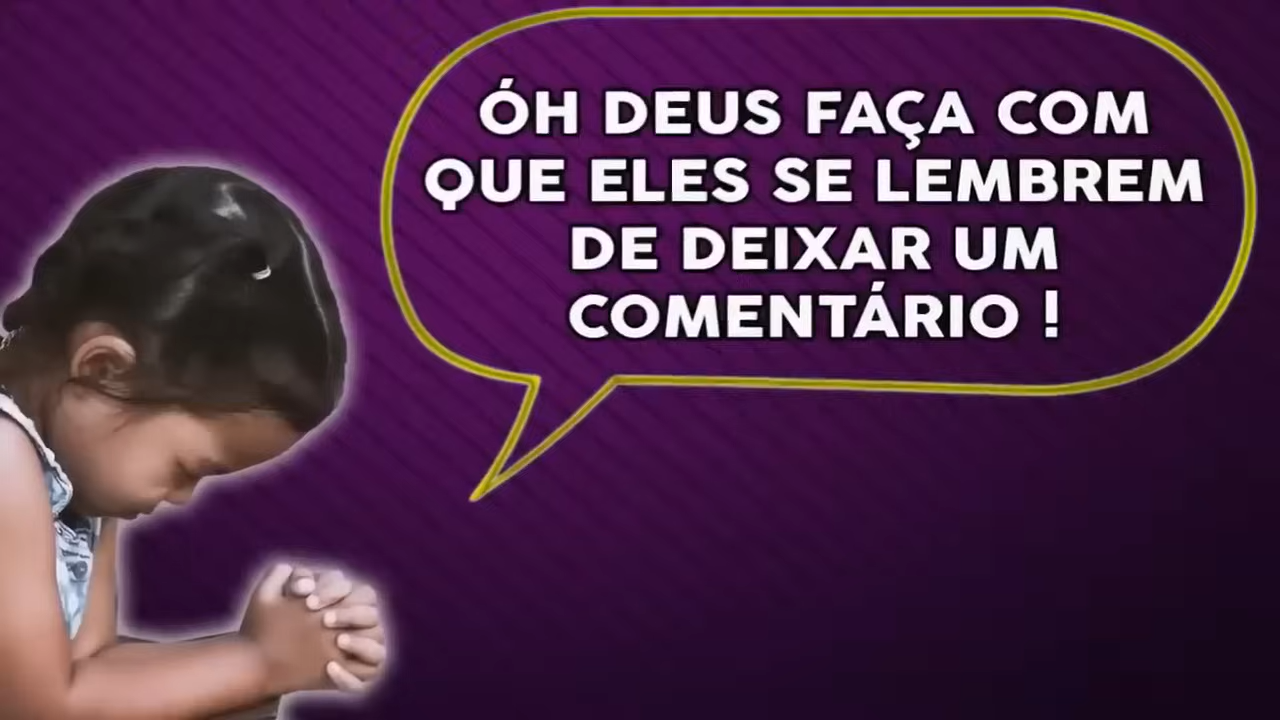 ÓH DEUS FAÇA COM
QUE ELES SE LEMBREM
DE DEIXAR UM
COMENTÁRIO !